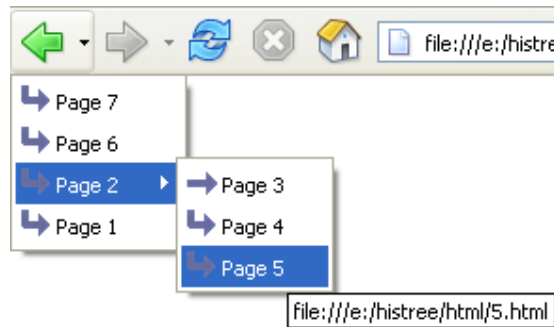 file:///e:/histre
Page 7
Page 6
Page 2
Page 1
Page 3
Page 4
Page 5
file:///e:/histree/html/5.html